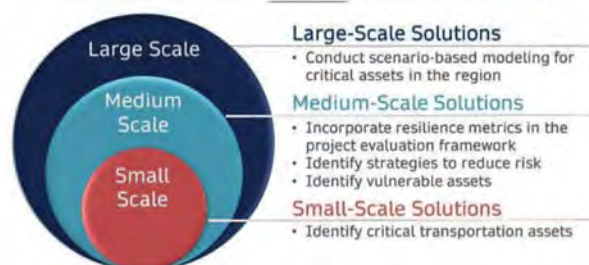 Large Scale
Medium
Scale
Small
Scale
Large-Scale Solutions
• Conduct scenario-based modeling for
critical assets in the region
Medium-Scale Solutions
• Incorporate resilience metrics in the
project evaluation framework
• Identify strategies to reduce risk
• Identify vulnerable assets
Small-Scale Solutions
• Identify critical transportation assets